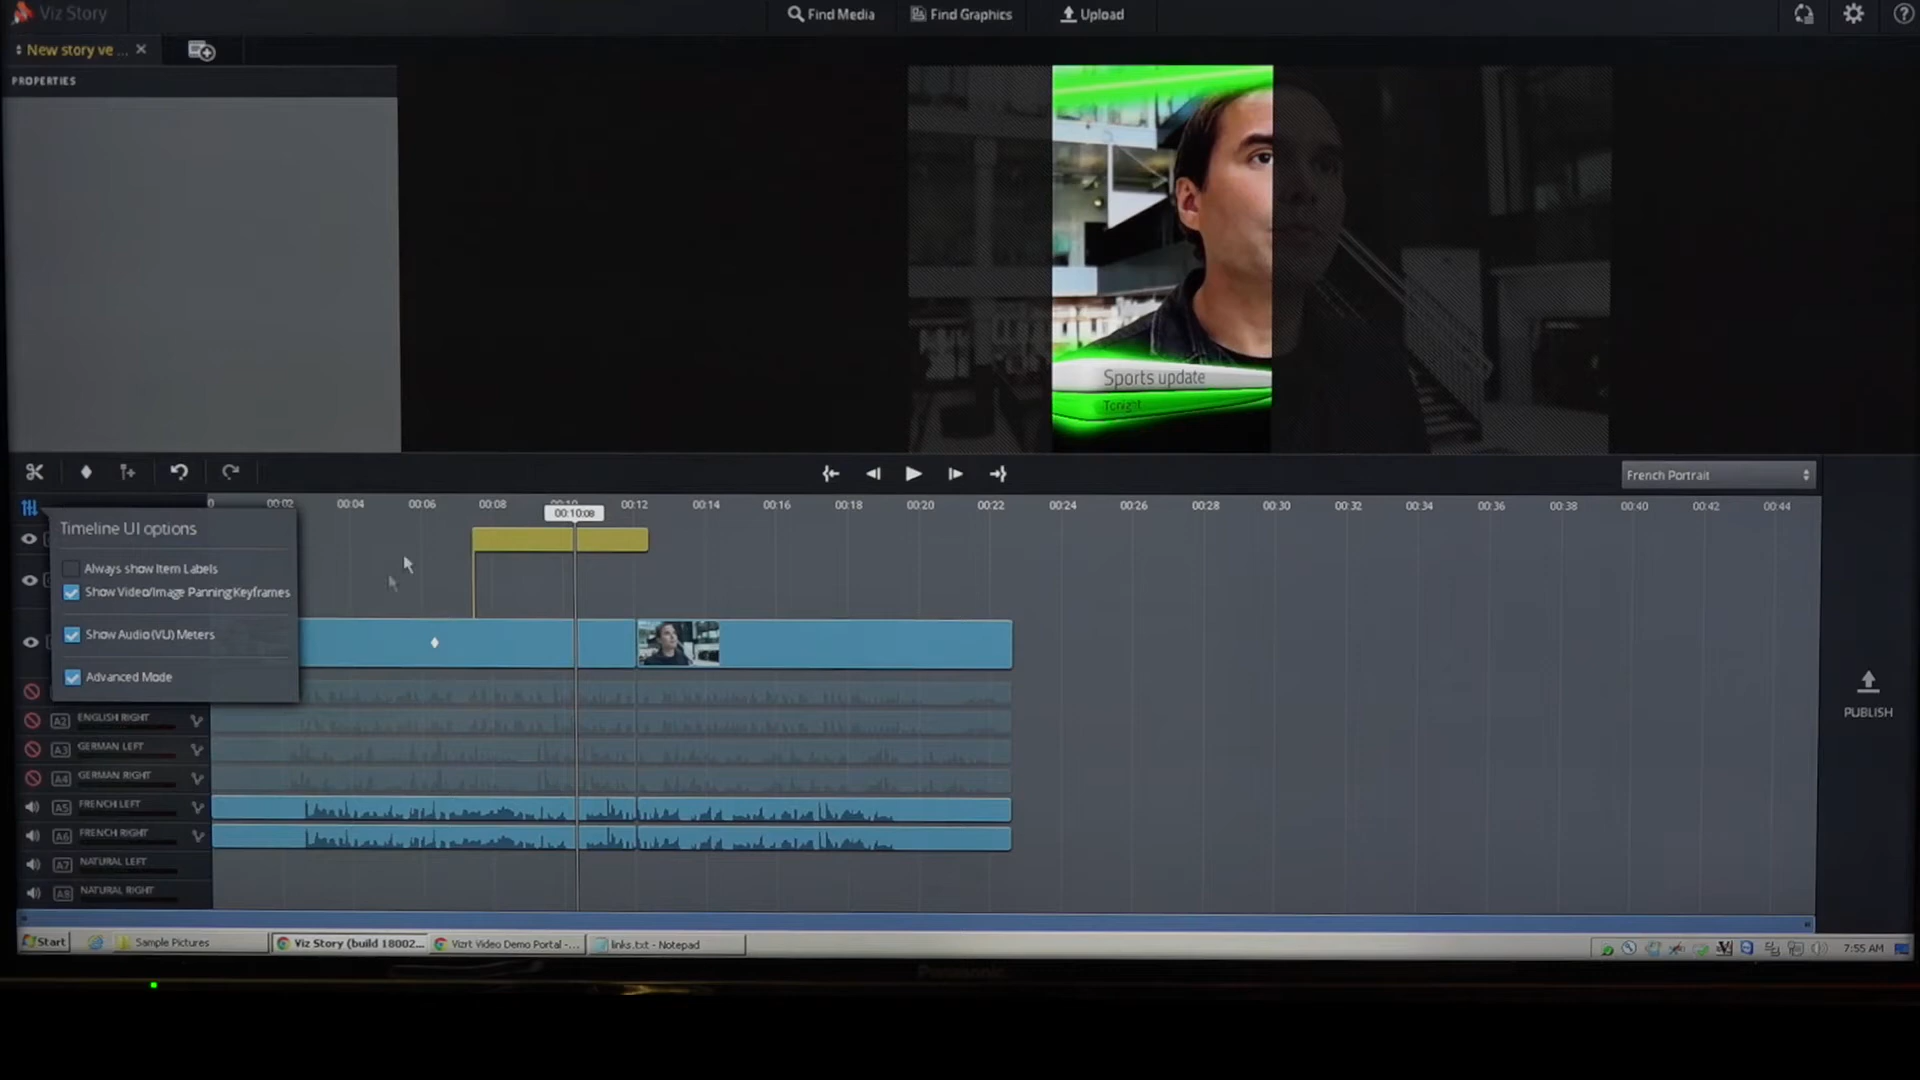 Viz Story
Find Media
Find Graphics
Upload
New story ve ...
PROPERTIES
Sports update
Tonight
French Portrait
0
00:02
00:04
00:06
00:08
00:10
00:12
00:14
00:16
00:18
00:20
00:22
00:24
00:26
00:28
00:30
00:32
00:34
00:36
00:38
00:40
00:42
00:44
00:10:08
Timeline UI options
Always show Item Labels
Show Video/Image Panning Keyframes
Show Audio (VU) Meters
Advanced Mode
A2 ENGLISH RIGHT
A3 GERMAN LEFT
A4 GERMAN RIGHT
A5 FRENCH LEFT
A6 FRENCH RIGHT
A7 NATURAL LEFT
A8 NATURAL RIGHT
PUBLISH
Start
Sample Pictures
Viz Story (build 18002...
Vizrt Video Demo Portal -...
links.txt - Notepad
7:55 AM
Panasonic